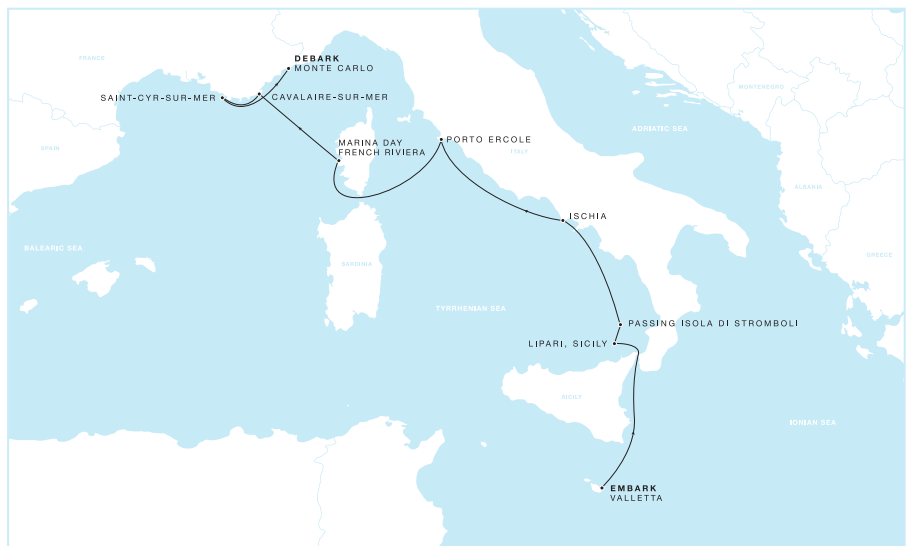 FRANCE
DEBARK
MONTE CARLO
SAINT-CYR-SUR-MER
CAVALAIRE-SUR-MER
MONTENEGRO
SPAIN
MARINA DAY
FRENCH RIVIERA
PORTO ERCOLE
ITALY
ADRIATIC SEA
ALBANIA
ISCHIA
BALEARIC SEA
SARDINIA
GREECE
TYRRHENIAN SEA
PASSING ISOLA DI STROMBOLI
LIPARI, SICILY
SICILY
IONIAN SEA
EMBARK
VALLETTA